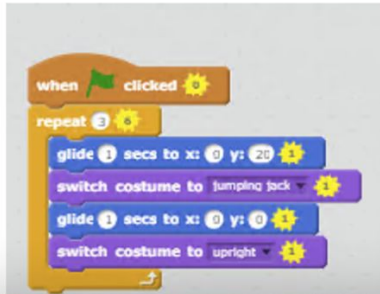 when clicked 0
repeat 3 6
glide 1 secs to x: 0 y: 20 1
switch costume to jumping jack 1
glide 1 secs to x: 0 y: 0 1
switch costume to upright 1